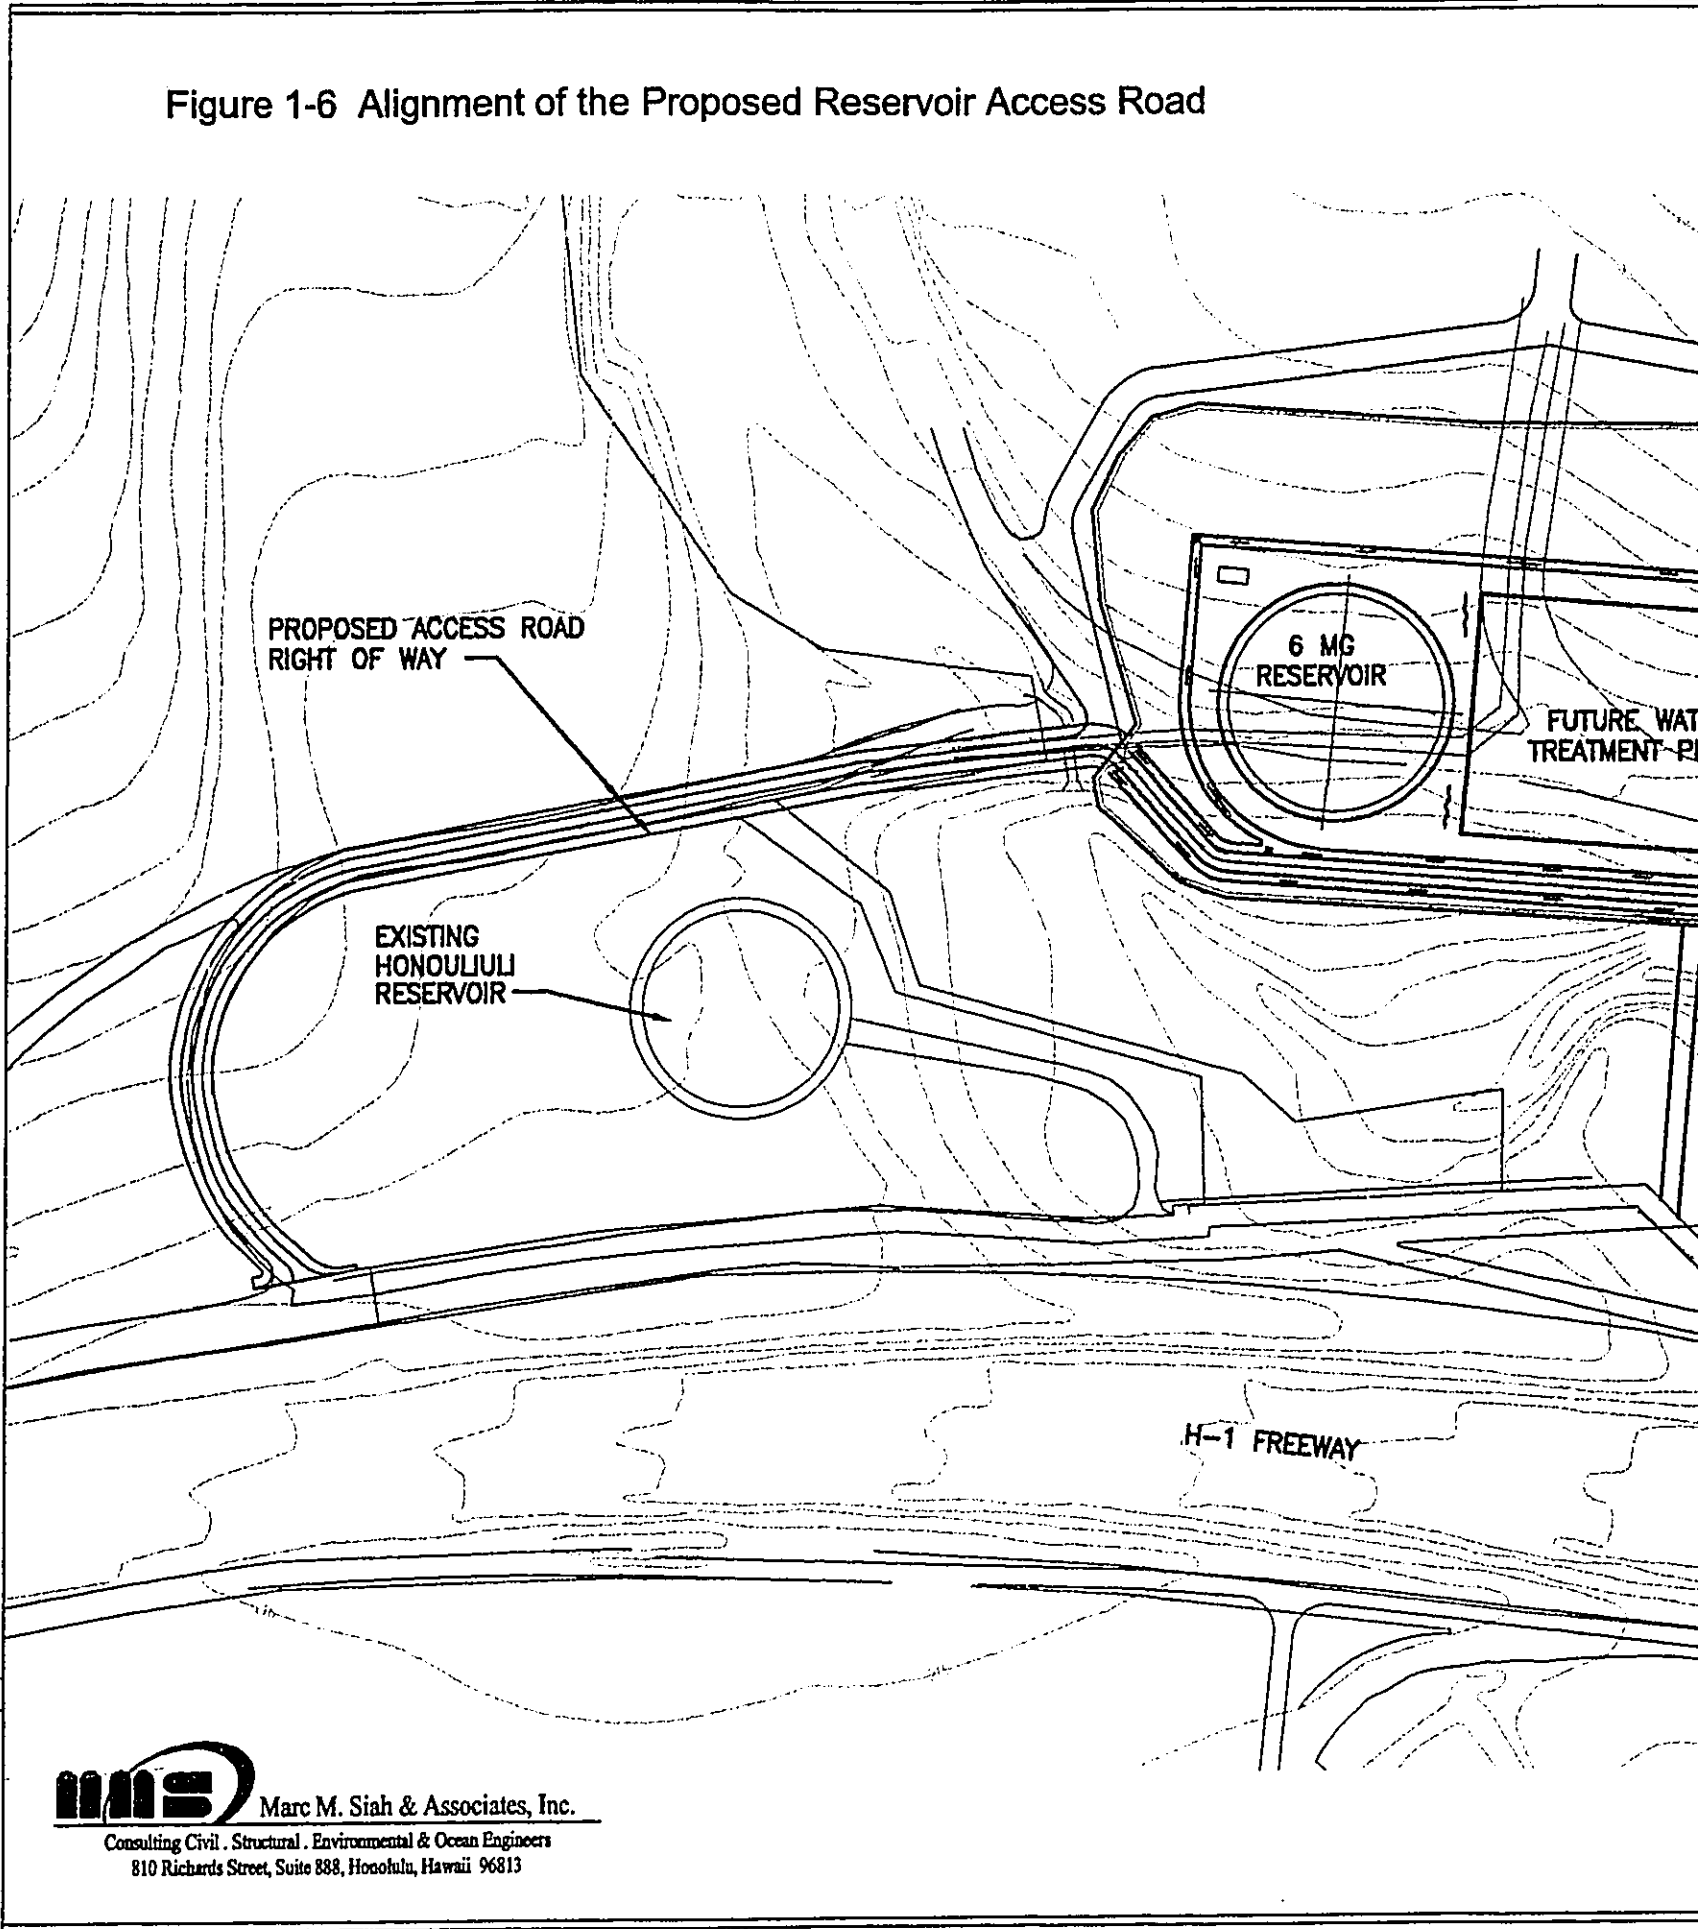 Figure 1-6 Alignment of the Proposed Reservoir Access Road
PROPOSED ACCESS ROAD
RIGHT OF WAY
6 MG
RESERVOIR
FUTURE WAT
TREATMENT PL
EXISTING
HONOULIULI
RESERVOIR
H-1 FREEWAY
Marc M. Siah & Associates, Inc.
Consulting Civil . Structural . Environmental & Ocean Engineers
810 Richards Street, Suite 888, Honolulu, Hawaii 96813